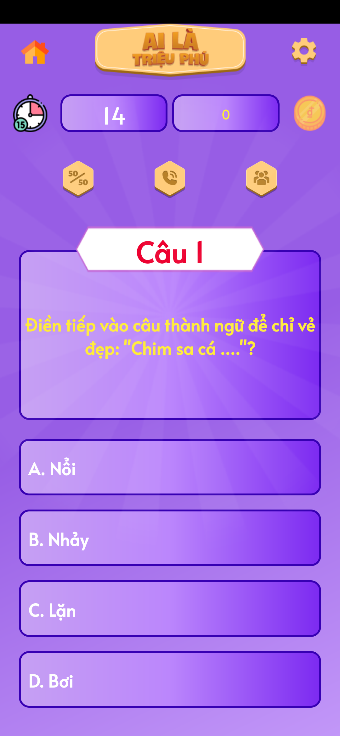 AI LÀ
TRIỆU PHÚ
15
14
0
50
50
Câu 1
Điền tiếp vào câu thành ngữ để chỉ vẻ
đẹp: "Chim sa cá ...."?
A. Nổi
B. Nhảy
C. Lặn
D. Bơi